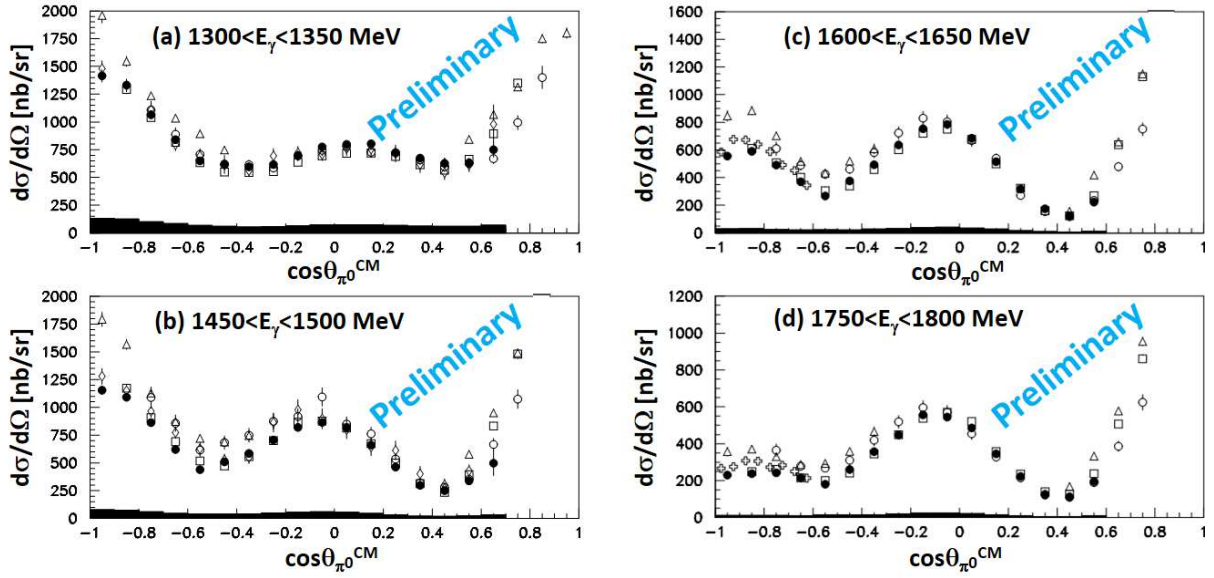 (a) 1300<Eγ<1350 MeV
Preliminary
dσ/dΩ [nb/sr]
2000
1750
1500
1250
1000
750
500
250
0
-1 -0.8 -0.6 -0.4 -0.2 0 0.2 0.4 0.6 0.8 1
cosθπ0CM
(c) 1600<Eγ<1650 MeV
Preliminary
dσ/dΩ [nb/sr]
1600
1400
1200
1000
800
600
400
200
0
-1 -0.8 -0.6 -0.4 -0.2 0 0.2 0.4 0.6 0.8 1
cosθπ0CM
(b) 1450<Eγ<1500 MeV
Preliminary
dσ/dΩ [nb/sr]
2000
1750
1500
1250
1000
750
500
250
0
-1 -0.8 -0.6 -0.4 -0.2 0 0.2 0.4 0.6 0.8 1
cosθπ0CM
(d) 1750<Eγ<1800 MeV
Preliminary
dσ/dΩ [nb/sr]
1200
1000
800
600
400
200
0
-1 -0.8 -0.6 -0.4 -0.2 0 0.2 0.4 0.6 0.8 1
cosθπ0CM